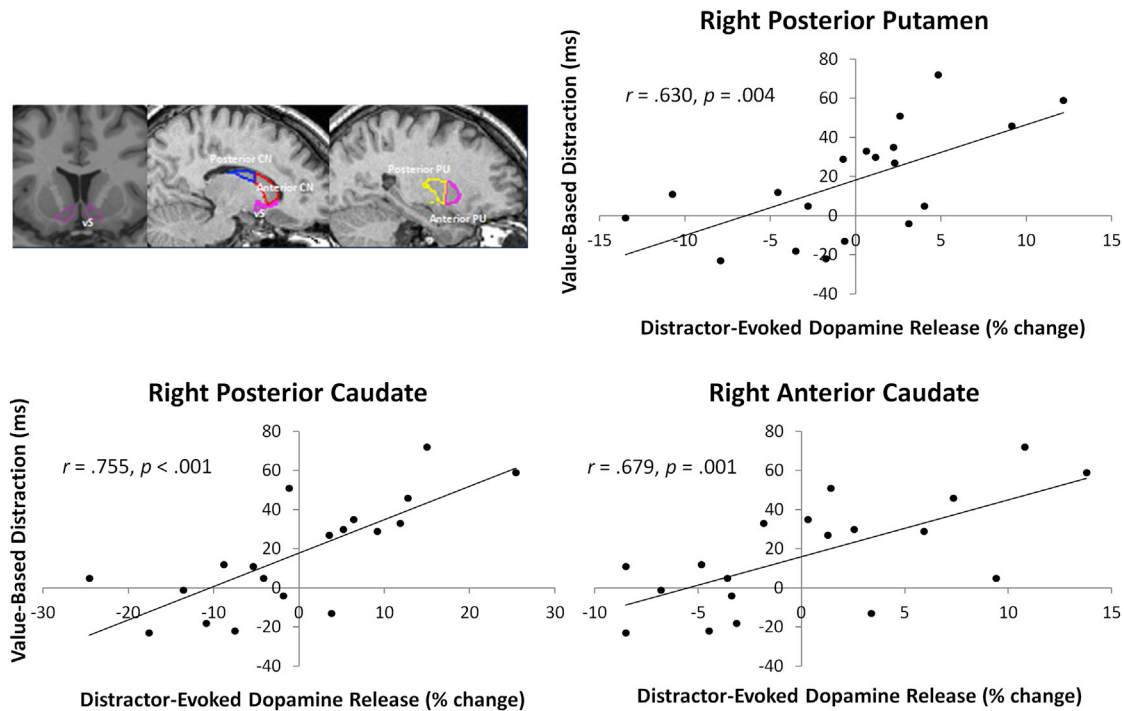 Right Posterior Putamen
Value-Based Distraction (ms)
r = .630, p = .004
80
60
40
20
0
-20
-40
-15
-10
-5
0
5
10
15
Distractor-Evoked Dopamine Release (% change)
Posterior CN
Anterior CN
vS
vS
Posterior PU
Anterior PU
Right Posterior Caudate
Value-Based Distraction (ms)
r = .755, p < .001
80
60
40
20
0
-20
-40
-30
-20
-10
0
10
20
30
Distractor-Evoked Dopamine Release (% change)
Right Anterior Caudate
Value-Based Distraction (ms)
r = .679, p = .001
80
60
40
20
0
-20
-40
-10
-5
0
5
10
15
Distractor-Evoked Dopamine Release (% change)